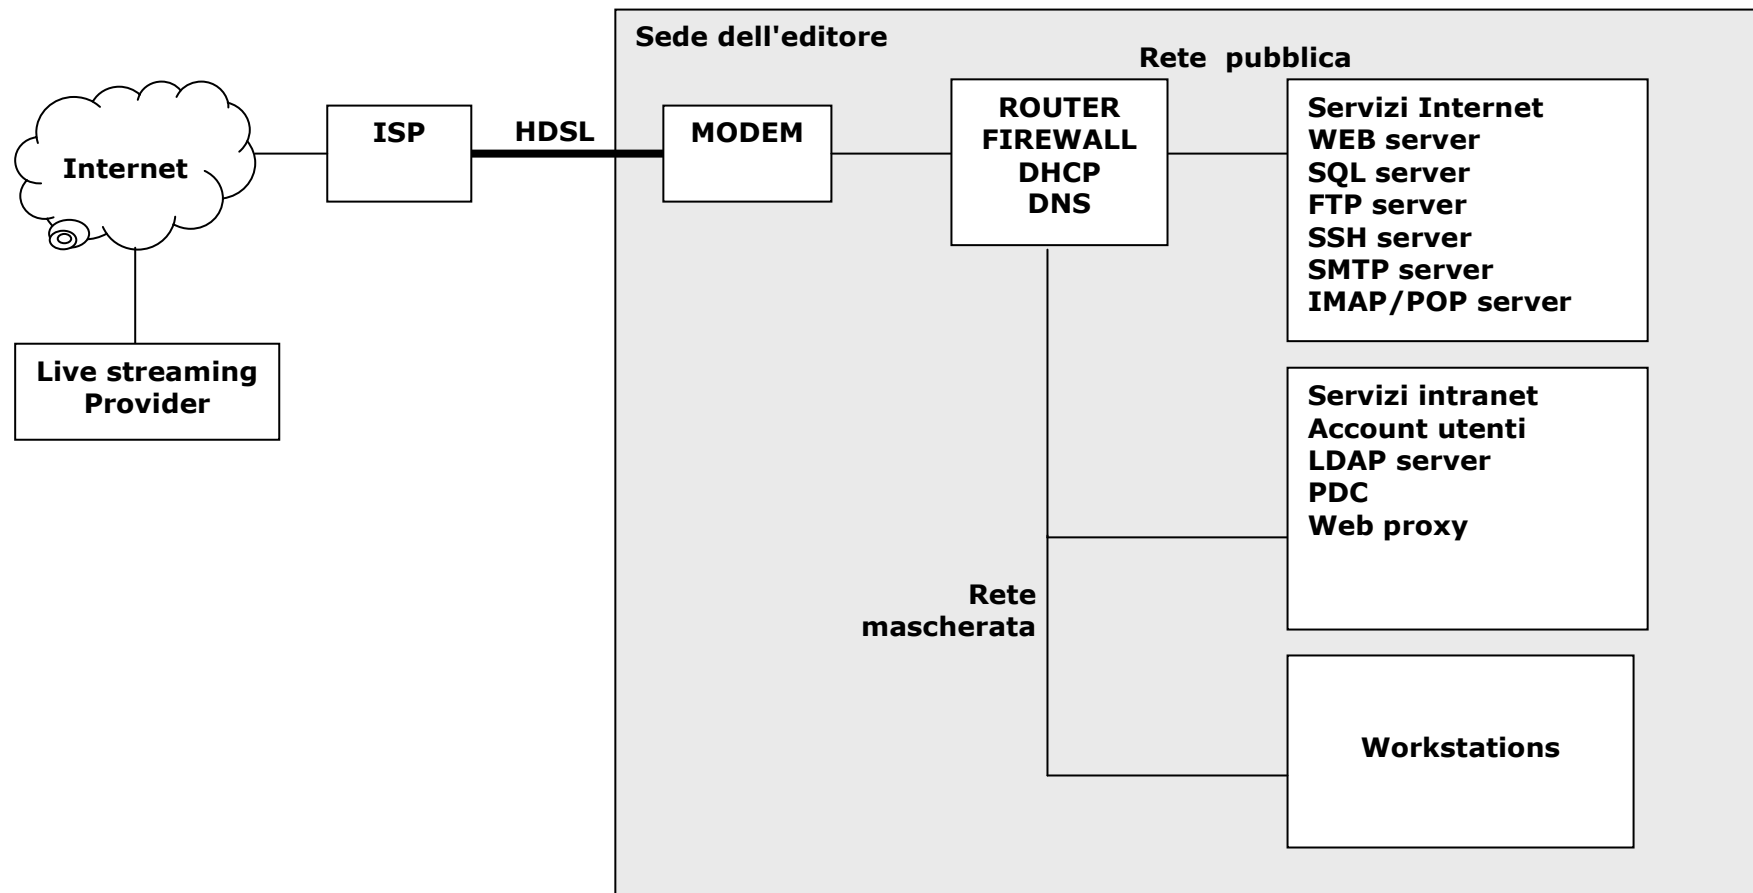 Sede dell'editore
Rete pubblica
Internet
ISP
HDSL
MODEM
ROUTER
FIREWALL
DHCP
DNS
Servizi Internet
WEB server
SQL server
FTP server
SSH server
SMTP server
IMAP/POP server
Live streaming
Provider
Servizi intranet
Account utenti
LDAP server
PDC
Web proxy
Rete
mascherata
Workstations